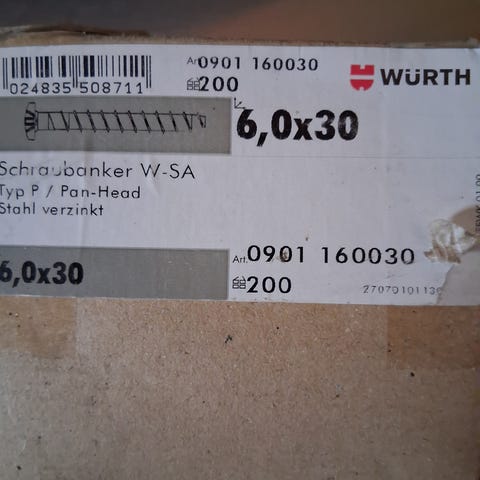 Art. 0901 160030
WÜRTH
024835 508711
200
6,0x30
Schraubanker W-SA
Typ P / Pan-Head
Stahl verzinkt
Art. 0901 160030
6,0x30
200